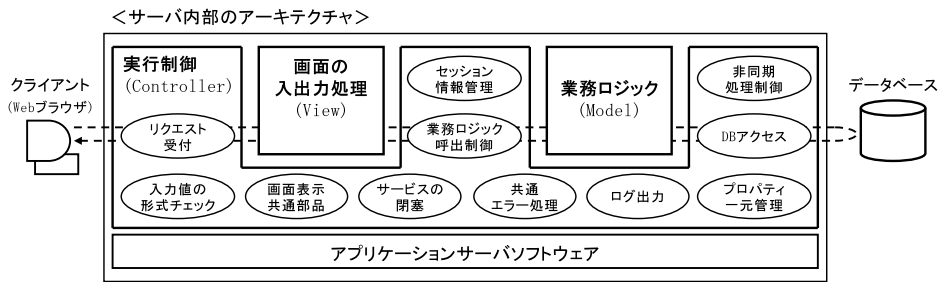 ＜サーバ内部のアーキテクチャ＞
クライアント
(Webブラウザ)
実行制御
(Controller)
リクエスト
受付
画面の
入出力処理
(View)
セッション
情報管理
業務ロジック
呼出制御
業務ロジック
(Model)
非同期
処理制御
DBアクセス
データベース
入力値の
形式チェック
画面表示
共通部品
サービスの
閉塞
共通
エラー処理
ログ出力
プロパティ
一元管理
アプリケーションサーバソフトウェア